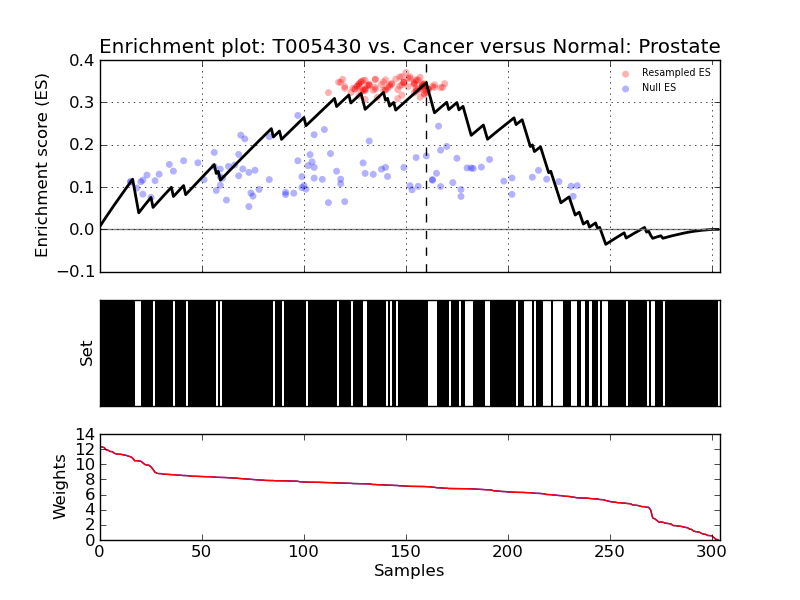 Enrichment plot: T005430 vs. Cancer versus Normal: Prostate
Enrichment score (ES)
0.4
0.3
0.2
0.1
0.0
−0.1
Resampled ES
Null ES
Set
Weights
14
12
10
8
6
4
2
0
0 50 100 150 200 250 300
Samples